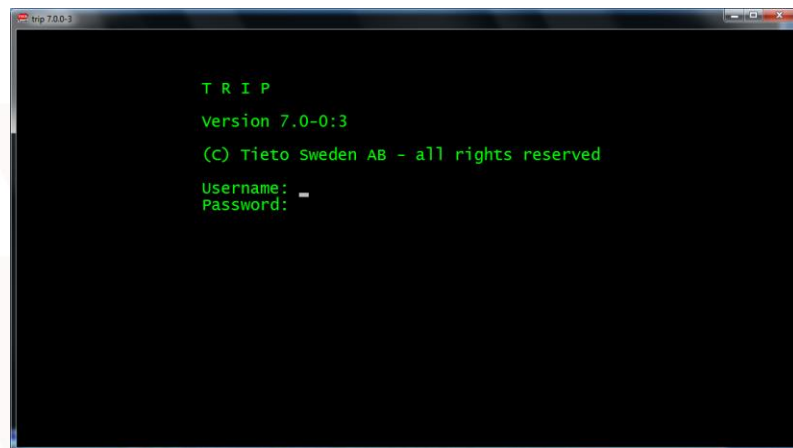 trip 7.0.0-3
T R I P
Version 7.0-0:3
(C) Tieto Sweden AB - all rights reserved
Username: _
Password: